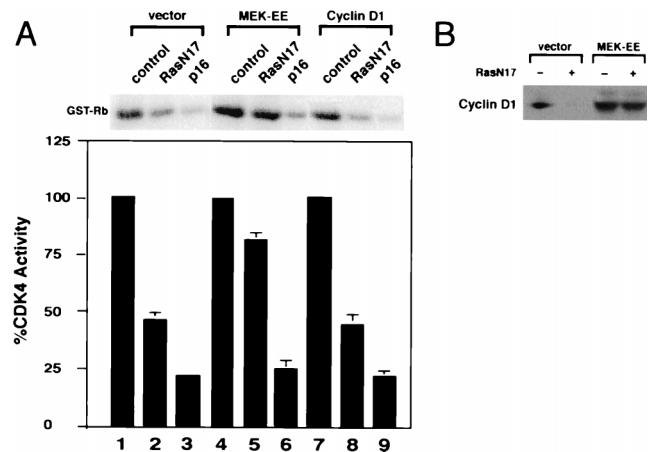 A
vector MEK-EE Cyclin D1
control RasN17 p16 control RasN17 p16 control RasN17 p16
GST-Rb
%CDK4 Activity
100
75
50
25
0
1 2 3 4 5 6 7 8 9
B
vector MEK-EE
RasN17 – + – +
Cyclin D1